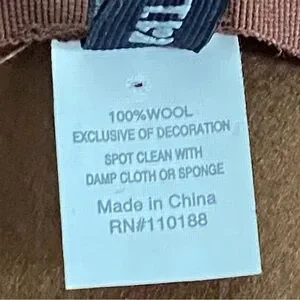 100%WOOL
EXCLUSIVE OF DECORATION
SPOT CLEAN WITH
DAMP CLOTH OR SPONGE
Made in China
RN#110188